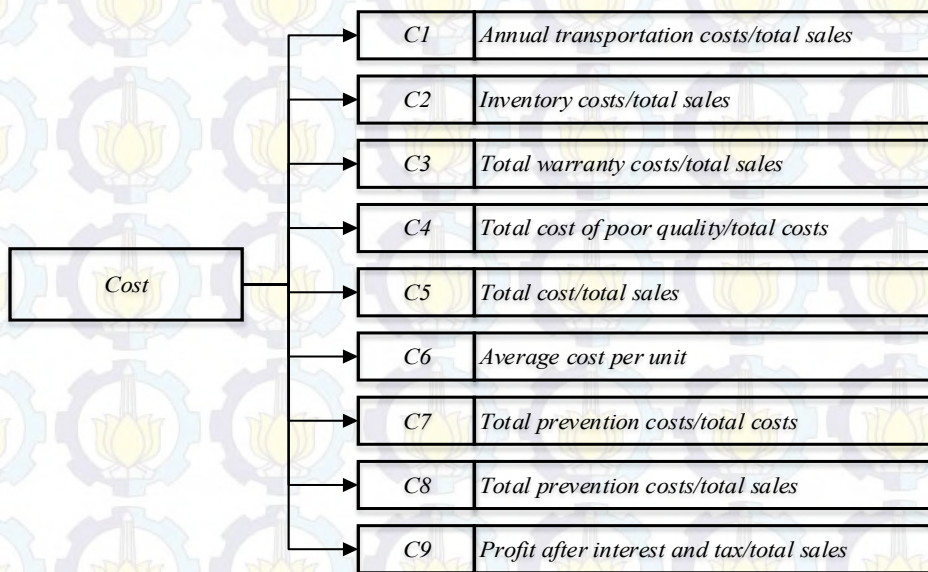 C1 Annual transportation costs/total sales
C2 Inventory costs/total sales
C3 Total warranty costs/total sales
C4 Total cost of poor quality/total costs
Cost
C5 Total cost/total sales
C6 Average cost per unit
C7 Total prevention costs/total costs
C8 Total prevention costs/total sales
C9 Profit after interest and tax/total sales